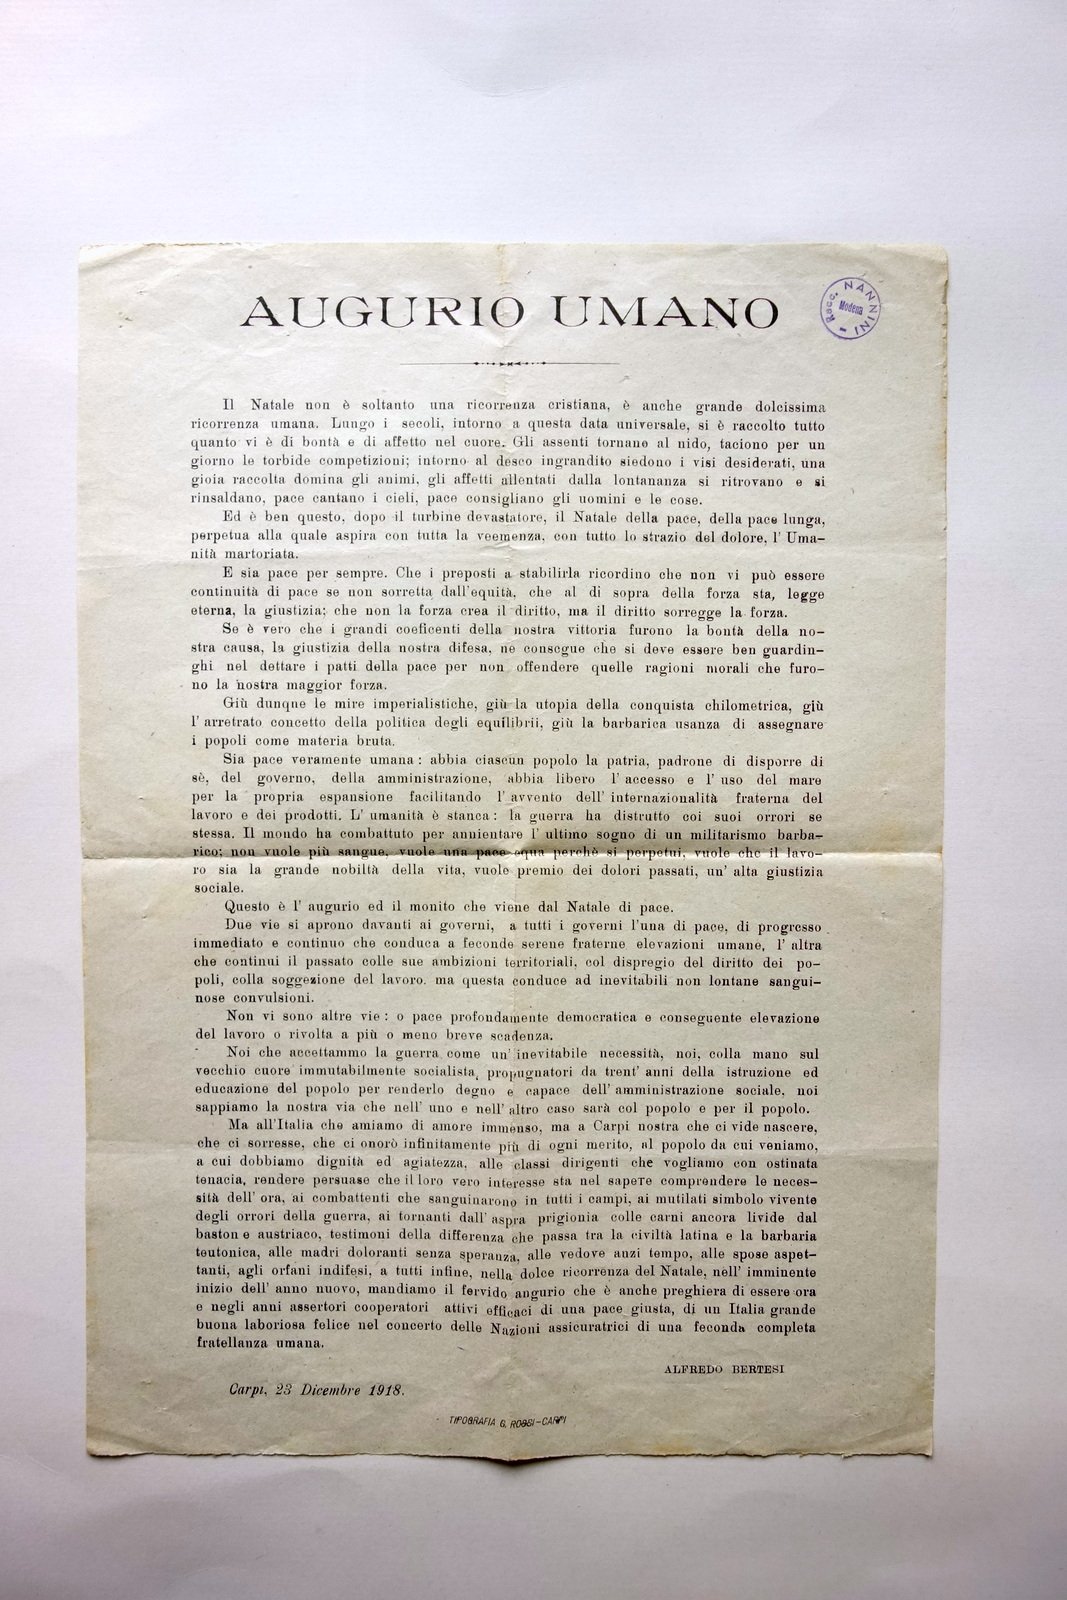 AUGURIO UMANO
Racc. NANNINI
Modena
Il Natale non è soltanto una ricorrenza cristiana, è anche grande dolcissima
ricorrenza umana. Lungo i secoli, intorno a questa data universale, si è raccolto tutto
quanto vi è di bontà e di affetto nel cuore. Gli assenti tornano al nido, taciono per un
giorno le torbide competizioni; intorno al desco ingrandito siedono i visi desiderati, una
gioia raccolta domina gli animi, gli affetti allentati dalla lontananza si ritrovano e si
rinsaldano, pace cantano i cieli, pace consigliano gli uomini e le cose.
Ed è ben questo, dopo il turbine devastatore, il Natale della pace, della pace lunga,
perpetua alla quale aspira con tutta la veemenza, con tutto lo strazio del dolore, l' Uma-
nità martoriata.
E sia pace per sempre. Che i preposti a stabilirla ricordino che non vi può essere
continuità di pace se non sorretta dall'equità, che al di sopra della forza sta, legge
eterna, la giustizia; che non la forza crea il diritto, ma il diritto sorregge la forza.
Se è vero che i grandi coeficenti della nostra vittoria furono la bontà della no-
stra causa, la giustizia della nostra difesa, ne consegue che si deve essere ben guardin-
ghi nel dettare i patti della pace per non offendere quelle ragioni morali che furo-
no la nostra maggior forza.
Giù dunque le mire imperialistiche, giù la utopia della conquista chilometrica, giù
l' arretrato concetto della politica degli equilibrii, giù la barbarica usanza di assegnare
i popoli come materia bruta.
Sia pace veramente umana : abbia ciascun popolo la patria, padrone di disporre di
sè, del governo, della amministrazione, abbia libero l' accesso e l' uso del mare
per la propria espansione facilitando l' avvento dell' internazionalità fraterna del
lavoro e dei prodotti. L' umanità è stanca : la guerra ha distrutto coi suoi orrori se
stessa. Il mondo ha combattuto per annientare l' ultimo sogno di un militarismo barba-
rico; non vuole più sangue, vuole una pace equa perchè si perpetui, vuole che il lavo-
ro sia la grande nobiltà della vita, vuole premio dei dolori passati, un' alta giustizia
sociale.
Questo è l' augurio ed il monito che viene dal Natale di pace.
Due vie si aprono davanti ai governi, a tutti i governi l'una di pace, di progresso
immediato e continuo che conduca a feconde serene fraterne elevazioni umane, l' altra
che continui il passato colle sue ambizioni territoriali, col dispregio del diritto dei po-
poli, colla soggezione del lavoro. ma questa conduce ad inevitabili non lontane sangui-
nose convulsioni.
Non vi sono altre vie : o pace profondamente democratica e conseguente elevazione
del lavoro o rivolta a più o meno breve scadenza.
Noi che accettammo la guerra come un' inevitabile necessità, noi, colla mano sul
vecchio cuore immutabilmente socialista, propugnatori da trent' anni della istruzione ed
educazione del popolo per renderlo degno e capace dell' amministrazione sociale, noi
sappiamo la nostra via che nell' uno e nell' altro caso sarà col popolo e per il popolo.
Ma all'Italia che amiamo di amore immenso, ma a Carpi nostra che ci vide nascere,
che ci sorresse, che ci onorò infinitamente più di ogni merito, al popolo da cui veniamo,
a cui dobbiamo dignità ed agiatezza, alle classi dirigenti che vogliamo con ostinata
tenacia, rendere persuase che il loro vero interesse sta nel sapere comprendere le neces-
sità dell' ora, ai combattenti che sanguinarono in tutti i campi, ai mutilati simbolo vivente
degli orrori della guerra, ai tornanti dall' aspra prigionia colle carni ancora livide dal
baston e austriaco, testimoni della differenza che passa tra la civiltà latina e la barbaria
teutonica, alle madri doloranti senza speranza, alle vedove anzi tempo, alle spose aspet-
tanti, agli orfani indifesi, a tutti infine, nella dolce ricorrenza del Natale, nell' imminente
inizio dell' anno nuovo, mandiamo il fervido augurio che è anche preghiera di essere ora
e negli anni assertori cooperatori attivi efficaci di una pace giusta, di un Italia grande
buona laboriosa felice nel concerto delle Nazioni assicuratrici di una feconda completa
fratellanza umana.
ALFREDO BERTESI
Carpi, 23 Dicembre 1918.
TIPOGRAFIA G. ROSSI-CARPI